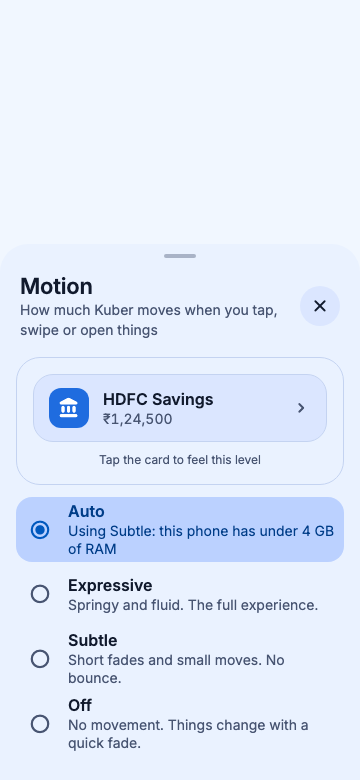 Motion
How much Kuber moves when you tap,
swipe or open things
HDFC Savings
₹1,24,500
Tap the card to feel this level
Auto
Using Subtle: this phone has under 4 GB
of RAM
Expressive
Springy and fluid. The full experience.
Subtle
Short fades and small moves. No
bounce.
Off
No movement. Things change with a
quick fade.